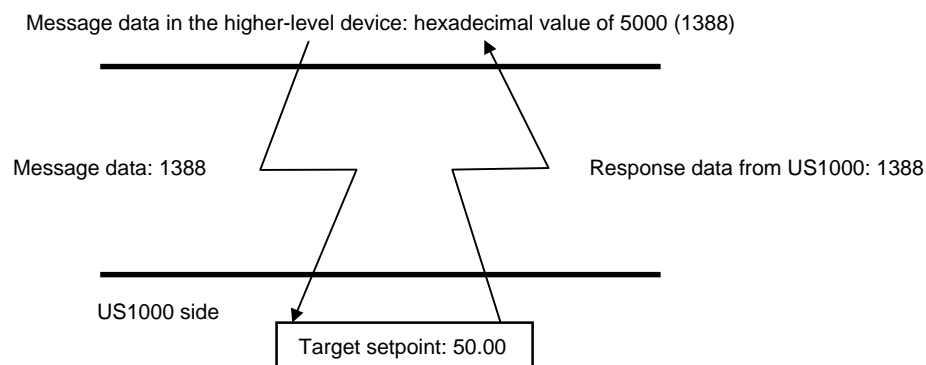 Message data in the higher-level device: hexadecimal value of 5000 (1388)
Message data: 1388
Response data from US1000: 1388
US1000 side
Target setpoint: 50.00